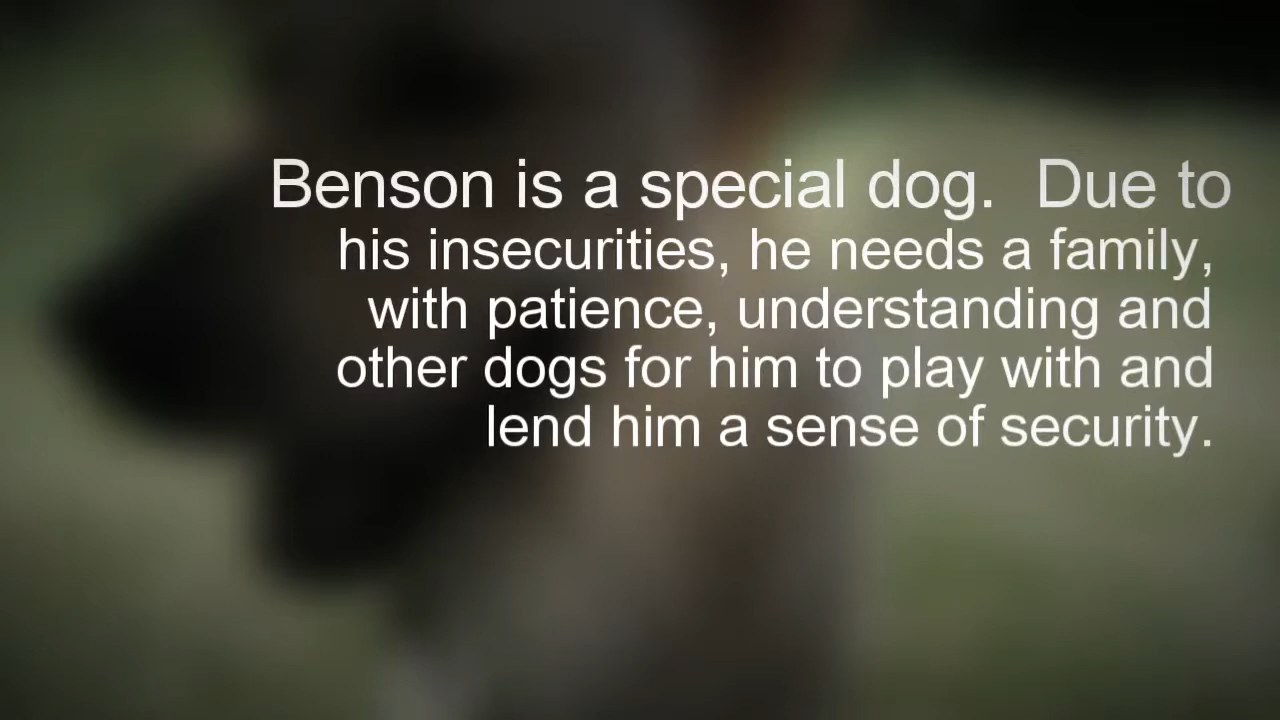 Benson is a special dog.  Due to
his insecurities, he needs a family,
with patience, understanding and
other dogs for him to play with and
lend him a sense of security.